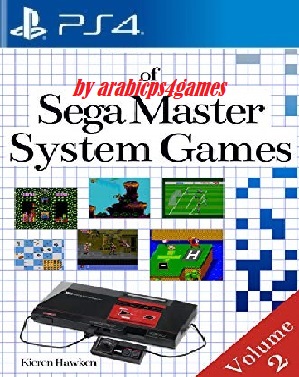 PS4
of
by arabicps4games
Sega Master
System Games
Kieren Hawken
Volume
2